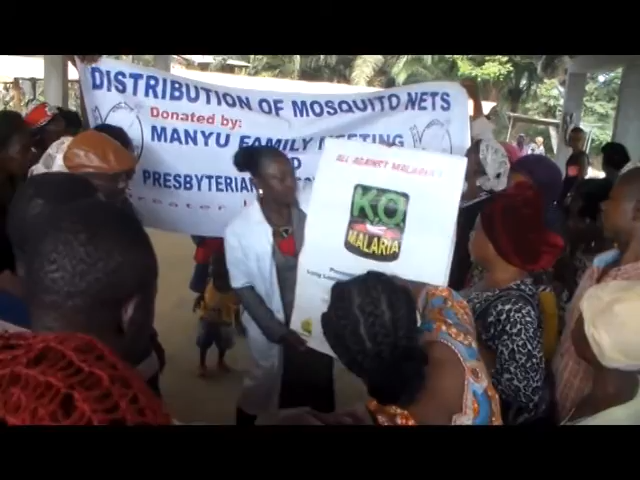 DISTRIBUTION OF MOSQUITO NETS
Donated by:
MANYU FAMILY MEETING
PRESBYTERIAN
ALL AGAINST MALARIA
K.O.
MALARIA